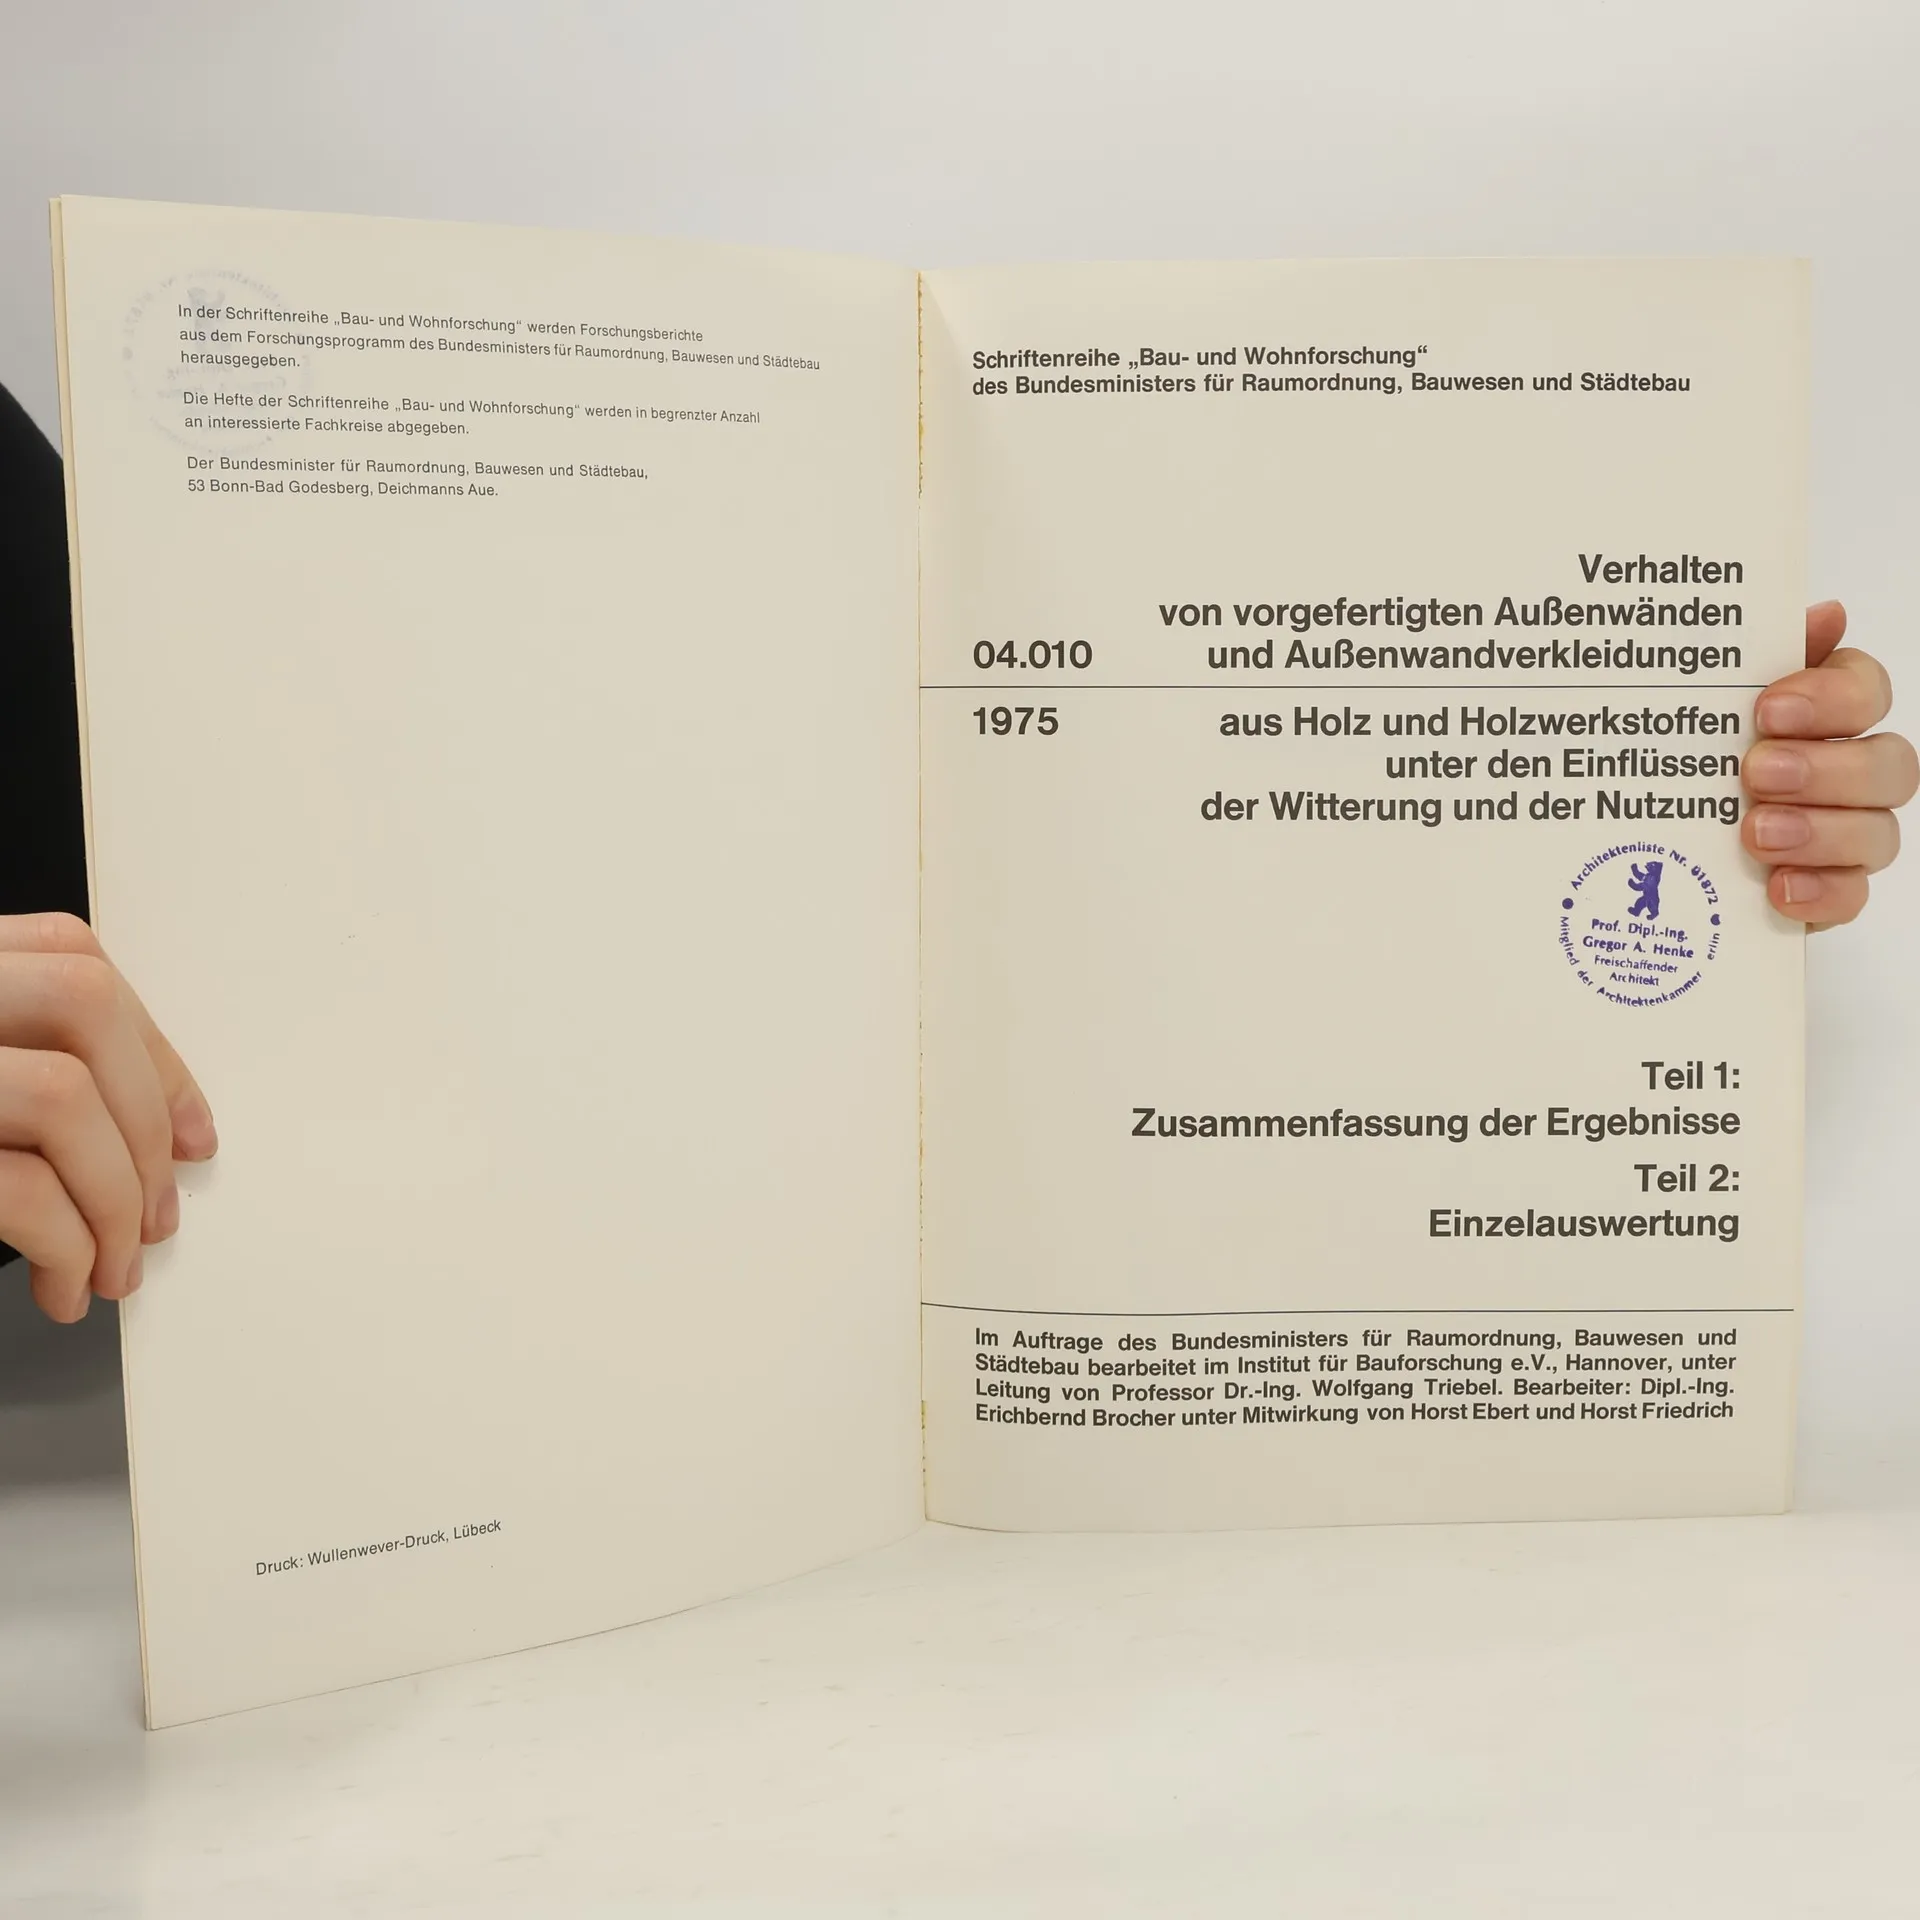 In der Schriftenreihe „Bau- und Wohnforschung“ werden Forschungsberichte
aus dem Forschungsprogramm des Bundesministers für Raumordnung, Bauwesen und Städtebau
herausgegeben.
Die Hefte der Schriftenreihe „Bau- und Wohnforschung“ werden in begrenzter Anzahl
an interessierte Fachkreise abgegeben.
Der Bundesminister für Raumordnung, Bauwesen und Städtebau,
53 Bonn-Bad Godesberg, Deichmanns Aue.
Druck: Wullenwever-Druck, Lübeck
Schriftenreihe „Bau- und Wohnforschung“
des Bundesministers für Raumordnung, Bauwesen und Städtebau
Verhalten
von vorgefertigten Außenwänden
04.010 und Außenwandverkleidungen
1975 aus Holz und Holzwerkstoffen
unter den Einflüssen
der Witterung und der Nutzung
Architektenliste Nr. 01872
Prof. Dipl.-Ing.
Gregor A. Henke
Freischaffender
Architekt
Mitglied der Architektenkammer erlin
Teil 1:
Zusammenfassung der Ergebnisse
Teil 2:
Einzelauswertung
Im Auftrage des Bundesministers für Raumordnung, Bauwesen und
Städtebau bearbeitet im Institut für Bauforschung e.V., Hannover, unter
Leitung von Professor Dr.-Ing. Wolfgang Triebel. Bearbeiter: Dipl.-Ing.
Erichbernd Brocher unter Mitwirkung von Horst Ebert und Horst Friedrich